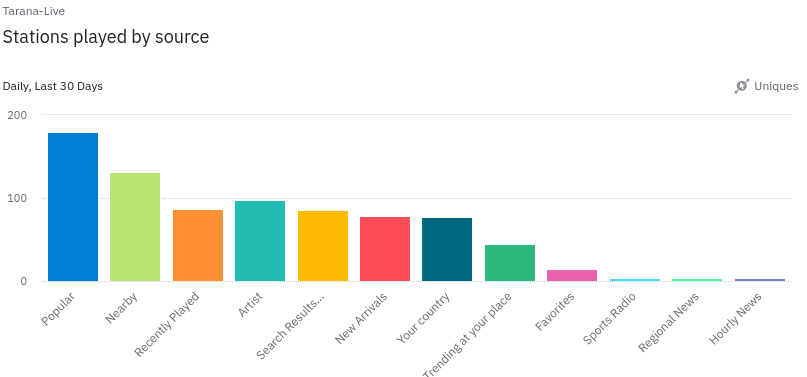 Tarana-Live
Stations played by source
Daily, Last 30 Days
Uniques
200
100
0
Popular
Nearby
Recently Played
Artist
Search Results...
New Arrivals
Your country
Trending at your place
Favorites
Sports Radio
Regional News
Hourly News